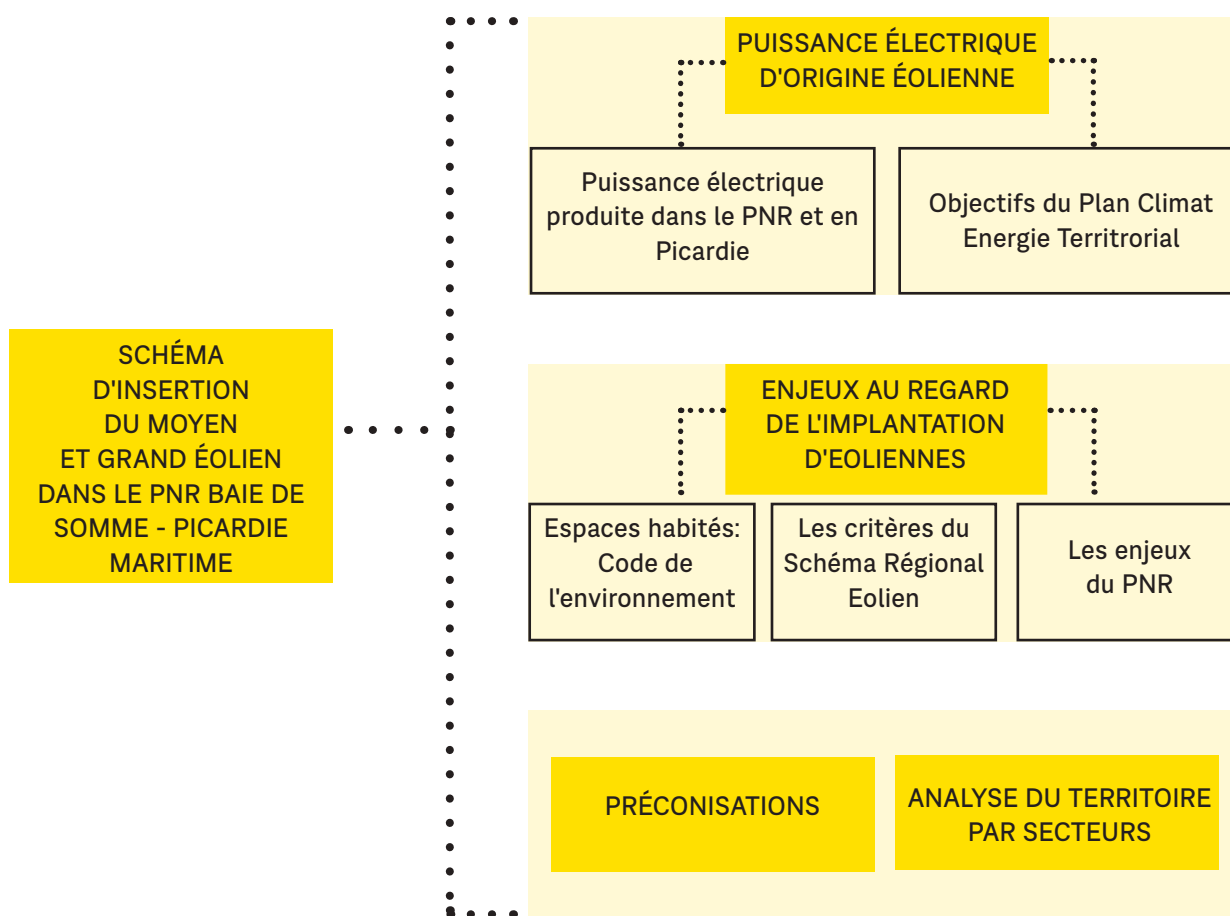 SCHÉMA
D'INSERTION
DU MOYEN
ET GRAND ÉOLIEN
DANS LE PNR BAIE DE
SOMME - PICARDIE
MARITIME
PUISSANCE ÉLECTRIQUE
D'ORIGINE ÉOLIENNE
Puissance électrique
produite dans le PNR et en
Picardie
Objectifs du Plan Climat
Energie Territrorial
ENJEUX AU REGARD
DE L'IMPLANTATION
D'EOLIENNES
Espaces habités:
Code de
l'environnement
Les critères du
Schéma Régional
Eolien
Les enjeux
du PNR
PRÉCONISATIONS
ANALYSE DU TERRITOIRE
PAR SECTEURS